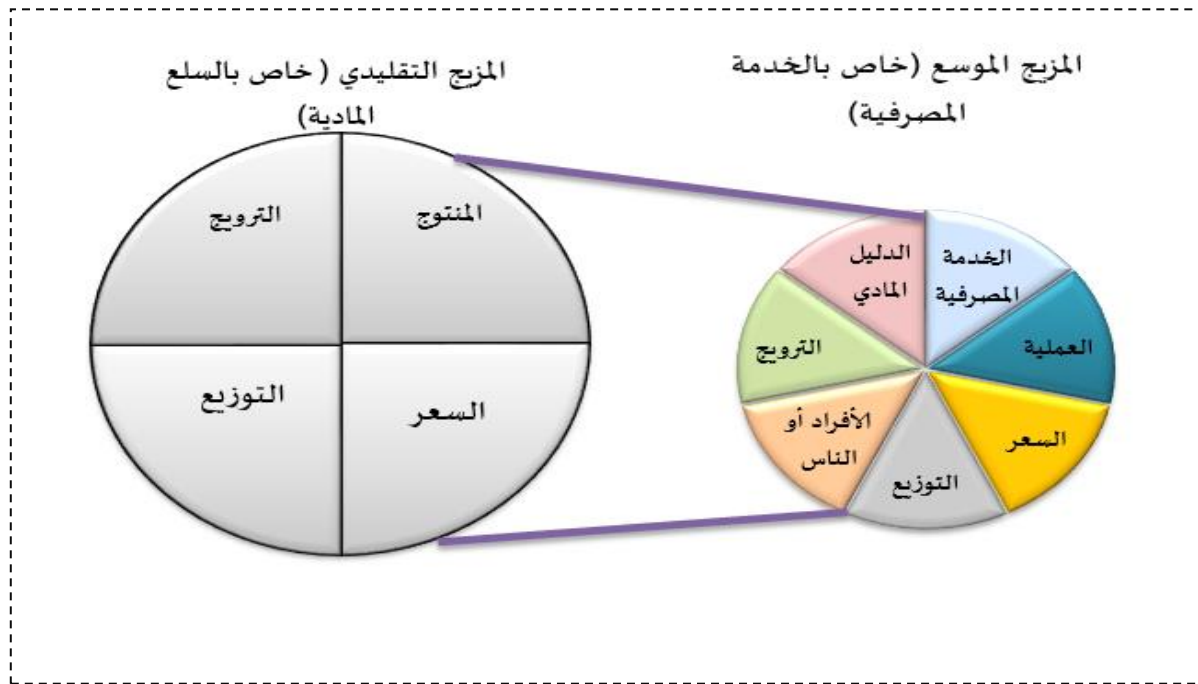 المزيج الموسع (خاص بالخدمة
المصرفية)
الخدمة
المصرفية
العملية
السعر
التوزيع
الأفراد أو
الناس
الترويج
الدليل
المادي
المزيج التقليدي ( خاص بالسلع
المادية)
المنتوج
الترويج
السعر
التوزيع